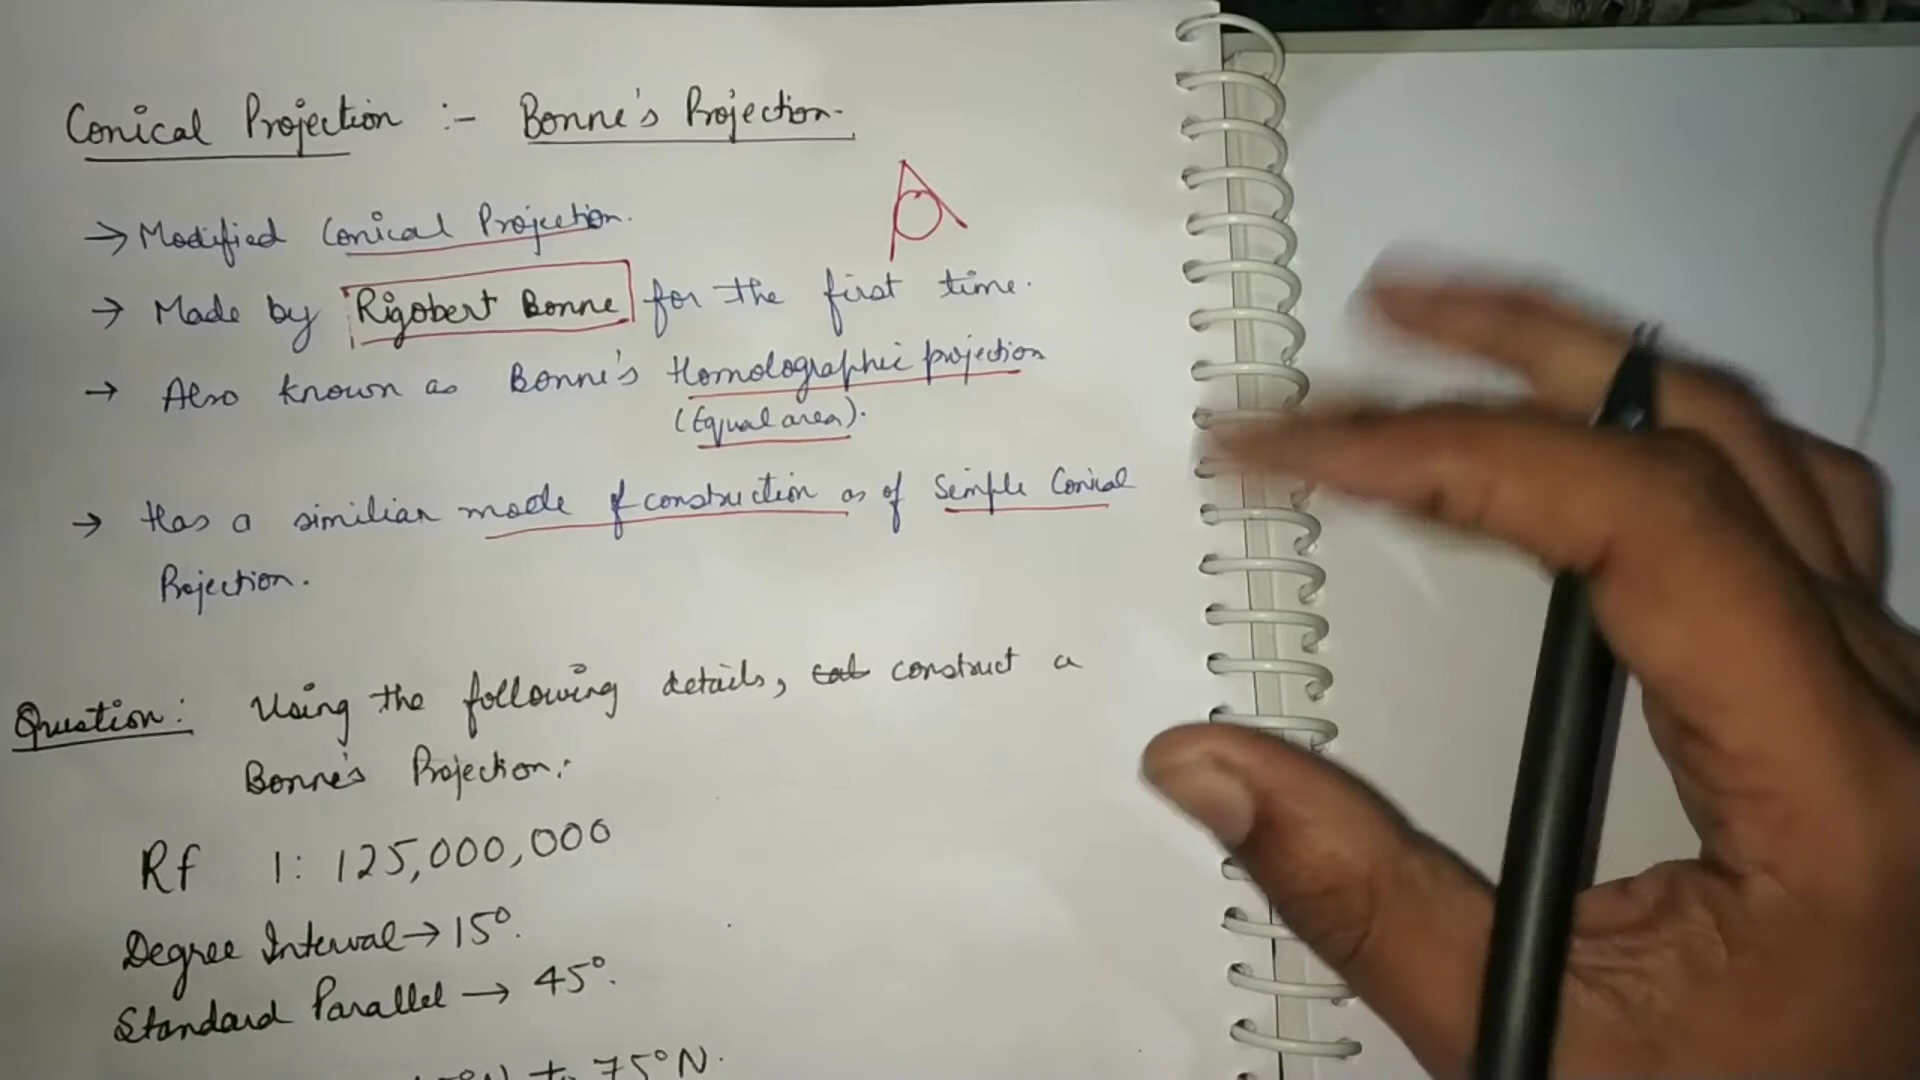 Conical Projection :- Bonne's Projection.
→ Modified Conical Projection.
→ Made by Rigobert Bonne for the first time.
→ Also known as Bonne's Homolographic projection
(Equal area).
→ Has a similiar mode of construction as of Simple Conical
Projection.
Question: Using the following details, construct a
Bonne's Projection:
Rf 1: 125,000,000
Degree Interval → 15°.
Standard Parallel → 45°.
to 75°N.